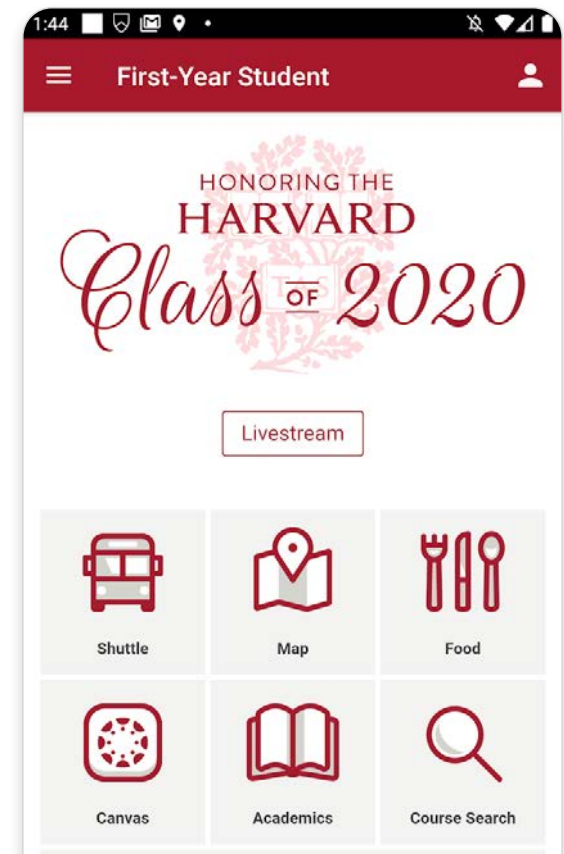 1:44
First-Year Student
HONORING THE
HARVARD
Class OF 2020
Livestream
Shuttle
Map
Food
Canvas
Academics
Course Search